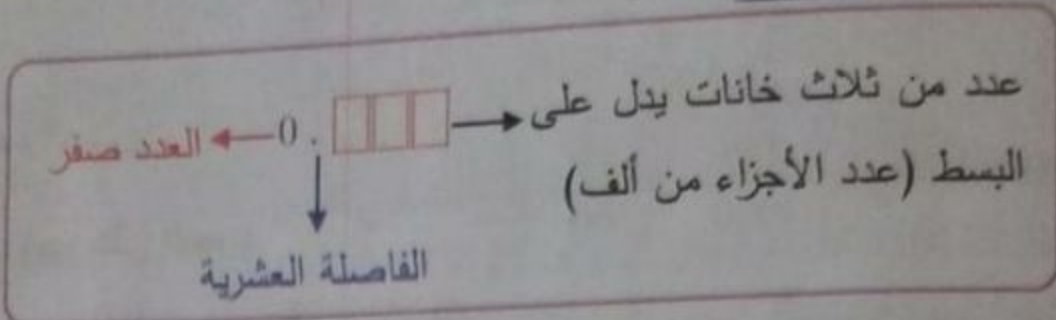 عدد من ثلاث خانات يدل على
0 .
العدد صفر
البسط (عدد الأجزاء من ألف)
الفاصلة العشرية